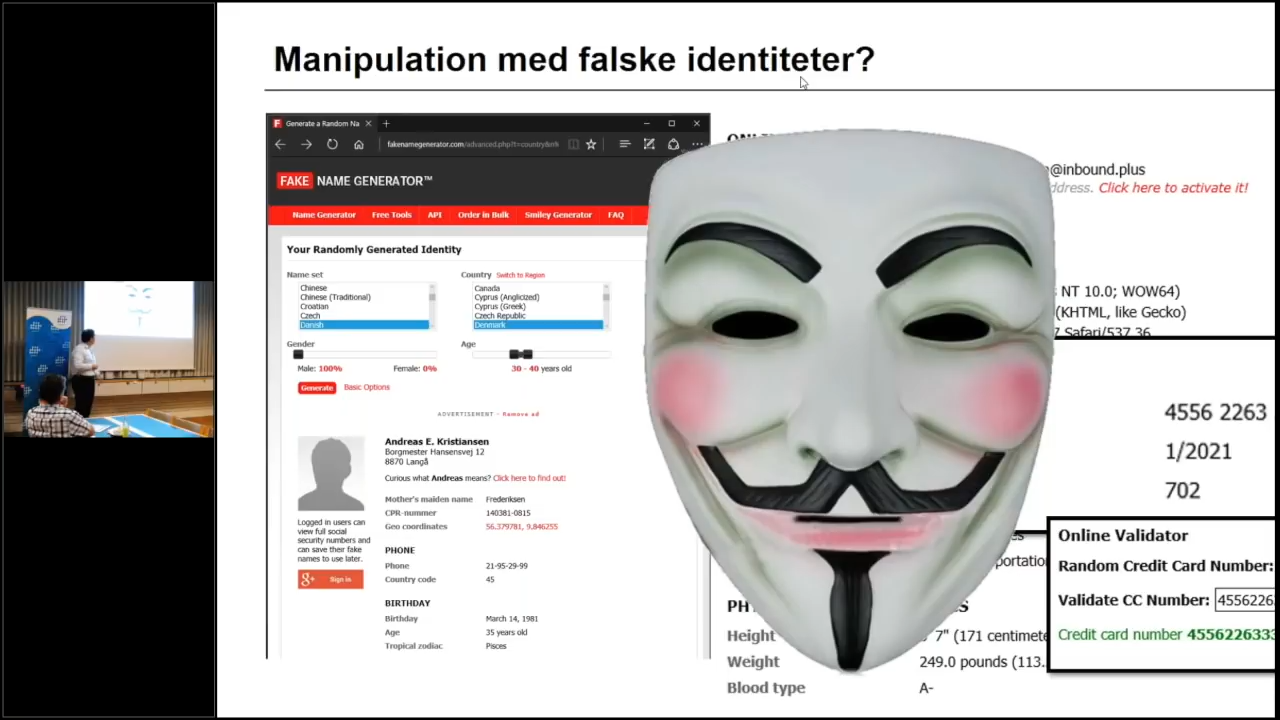 Manipulation med falske identiteter?
Generate a Random Na
fakenamegenerator.com/advanced.php?t=country&n%
FAKE NAME GENERATOR™
Name Generator Free Tools API Order in Bulk Smiley Generator FAQ
Your Randomly Generated Identity
Name set
Chinese
Chinese (Traditional)
Croatian
Czech
Danish
Country Switch to Region
Canada
Cyprus (Anglicized)
Cyprus (Greek)
Czech Republic
Denmark
Gender
Male: 100% Female: 0%
Age
30 - 40 years old
Generate Basic Options
ADVERTISEMENT - Remove ad
Andreas E. Kristiansen
Borgmester Hansensvej 12
8870 Langå
Curious what Andreas means? Click here to find out!
Mother's maiden name Frederiksen
CPR-nummer 140381-0815
Geo coordinates 56.379781, 9.846255
Logged in users can
view full social
security numbers and
can save their fake
names to use later.
g+ Sign in
PHONE
Phone 21-95-29-99
Country code 45
BIRTHDAY
Birthday March 14, 1981
Age 35 years old
Tropical zodiac Pisces
@inbound.plus
ddress. Click here to activate it!
NT 10.0; WOW64)
(KHTML, like Gecko)
Safari/537.36
4556 2263
1/2021
702
portation
PH
Height 7" (171 centimete
Weight 249.0 pounds (113.
Blood type A-
Online Validator
Random Credit Card Number:
Validate CC Number: 4556226
Credit card number 4556226333